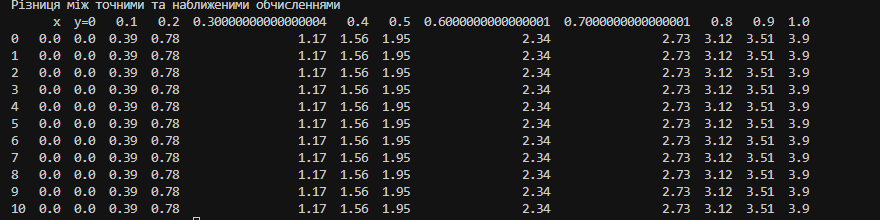 Різниця між точними та наближеними обчисленнями
x y=0 0.1 0.2 0.30000000000000004 0.4 0.5 0.6000000000000001 0.7000000000000001 0.8 0.9 1.0
0 0.0 0.0 0.39 0.78 1.17 1.56 1.95 2.34 2.73 3.12 3.51 3.9
1 0.0 0.0 0.39 0.78 1.17 1.56 1.95 2.34 2.73 3.12 3.51 3.9
2 0.0 0.0 0.39 0.78 1.17 1.56 1.95 2.34 2.73 3.12 3.51 3.9
3 0.0 0.0 0.39 0.78 1.17 1.56 1.95 2.34 2.73 3.12 3.51 3.9
4 0.0 0.0 0.39 0.78 1.17 1.56 1.95 2.34 2.73 3.12 3.51 3.9
5 0.0 0.0 0.39 0.78 1.17 1.56 1.95 2.34 2.73 3.12 3.51 3.9
6 0.0 0.0 0.39 0.78 1.17 1.56 1.95 2.34 2.73 3.12 3.51 3.9
7 0.0 0.0 0.39 0.78 1.17 1.56 1.95 2.34 2.73 3.12 3.51 3.9
8 0.0 0.0 0.39 0.78 1.17 1.56 1.95 2.34 2.73 3.12 3.51 3.9
9 0.0 0.0 0.39 0.78 1.17 1.56 1.95 2.34 2.73 3.12 3.51 3.9
10 0.0 0.0 0.39 0.78 1.17 1.56 1.95 2.34 2.73 3.12 3.51 3.9